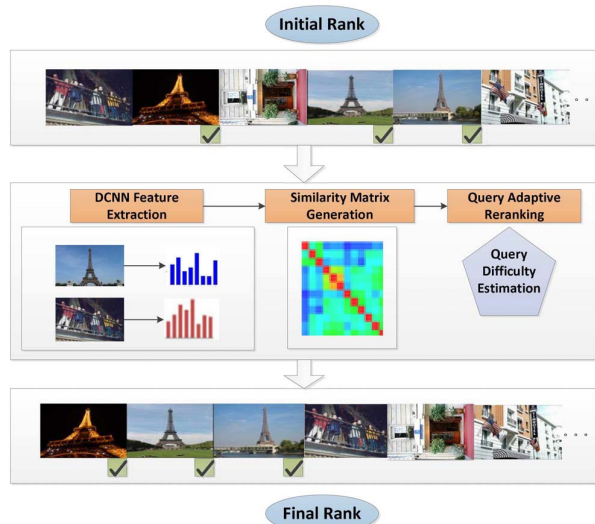 Initial Rank
DCNN Feature
Extraction
Similarity Matrix
Generation
Query Adaptive
Reranking
Query
Difficulty
Estimation
Final Rank